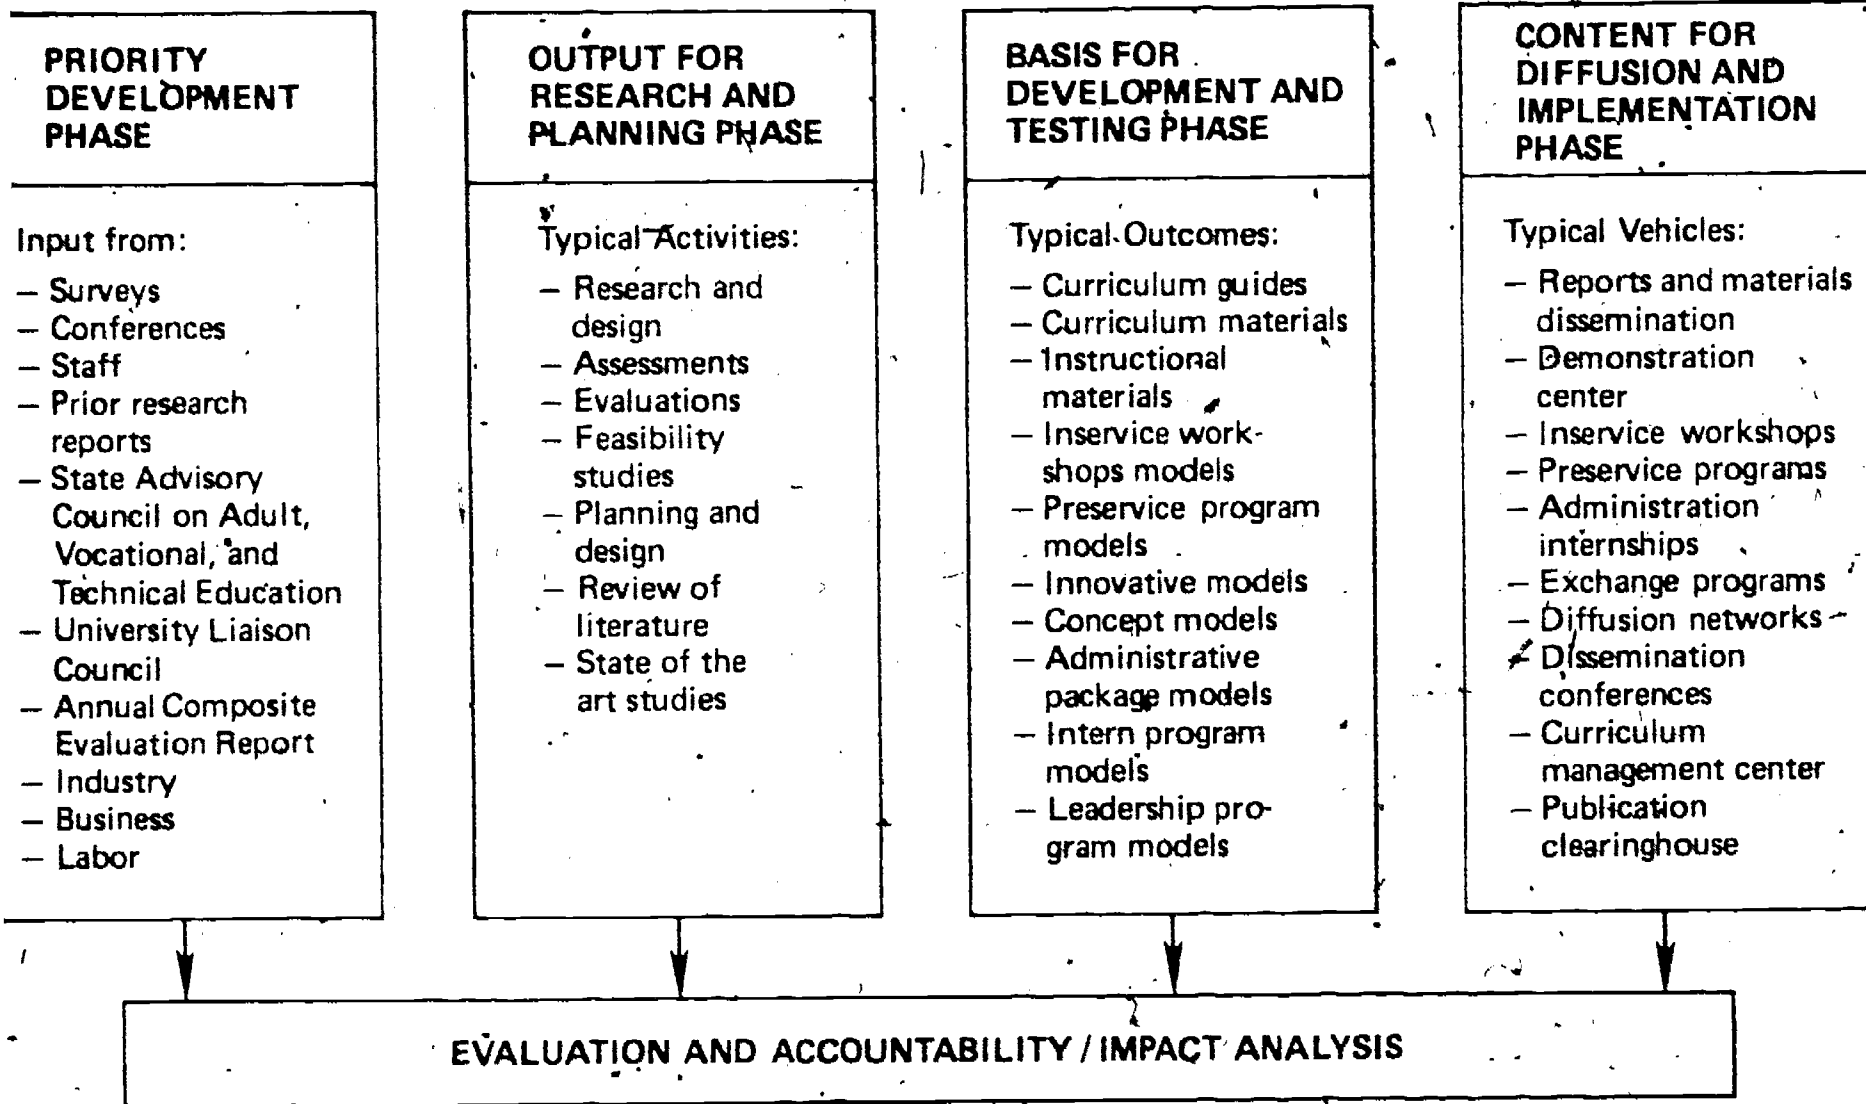 PRIORITY
DEVELOPMENT
PHASE
Input from:
– Surveys
– Conferences
– Staff
– Prior research
reports
– State Advisory
Council on Adult,
Vocational, and
Technical Education
– University Liaison
Council
– Annual Composite
Evaluation Report
– Industry
– Business
– Labor
OUTPUT FOR
RESEARCH AND
PLANNING PHASE
Typical Activities:
– Research and
design
– Assessments
– Evaluations
– Feasibility
studies
– Planning and
design
– Review of
literature
– State of the
art studies
BASIS FOR
DEVELOPMENT AND
TESTING PHASE
Typical Outcomes:
– Curriculum guides
– Curriculum materials
– Instructional
materials
– Inservice work-
shops models
– Preservice program
models
– Innovative models
– Concept models
– Administrative
package models
– Intern program
models
– Leadership pro-
gram models
CONTENT FOR
DIFFUSION AND
IMPLEMENTATION
PHASE
Typical Vehicles:
– Reports and materials
dissemination
– Demonstration
center
– Inservice workshops
– Preservice programs
– Administration
internships
– Exchange programs
– Diffusion networks
– Dissemination
conferences
– Curriculum
management center
– Publication
clearinghouse
EVALUATION AND ACCOUNTABILITY / IMPACT ANALYSIS